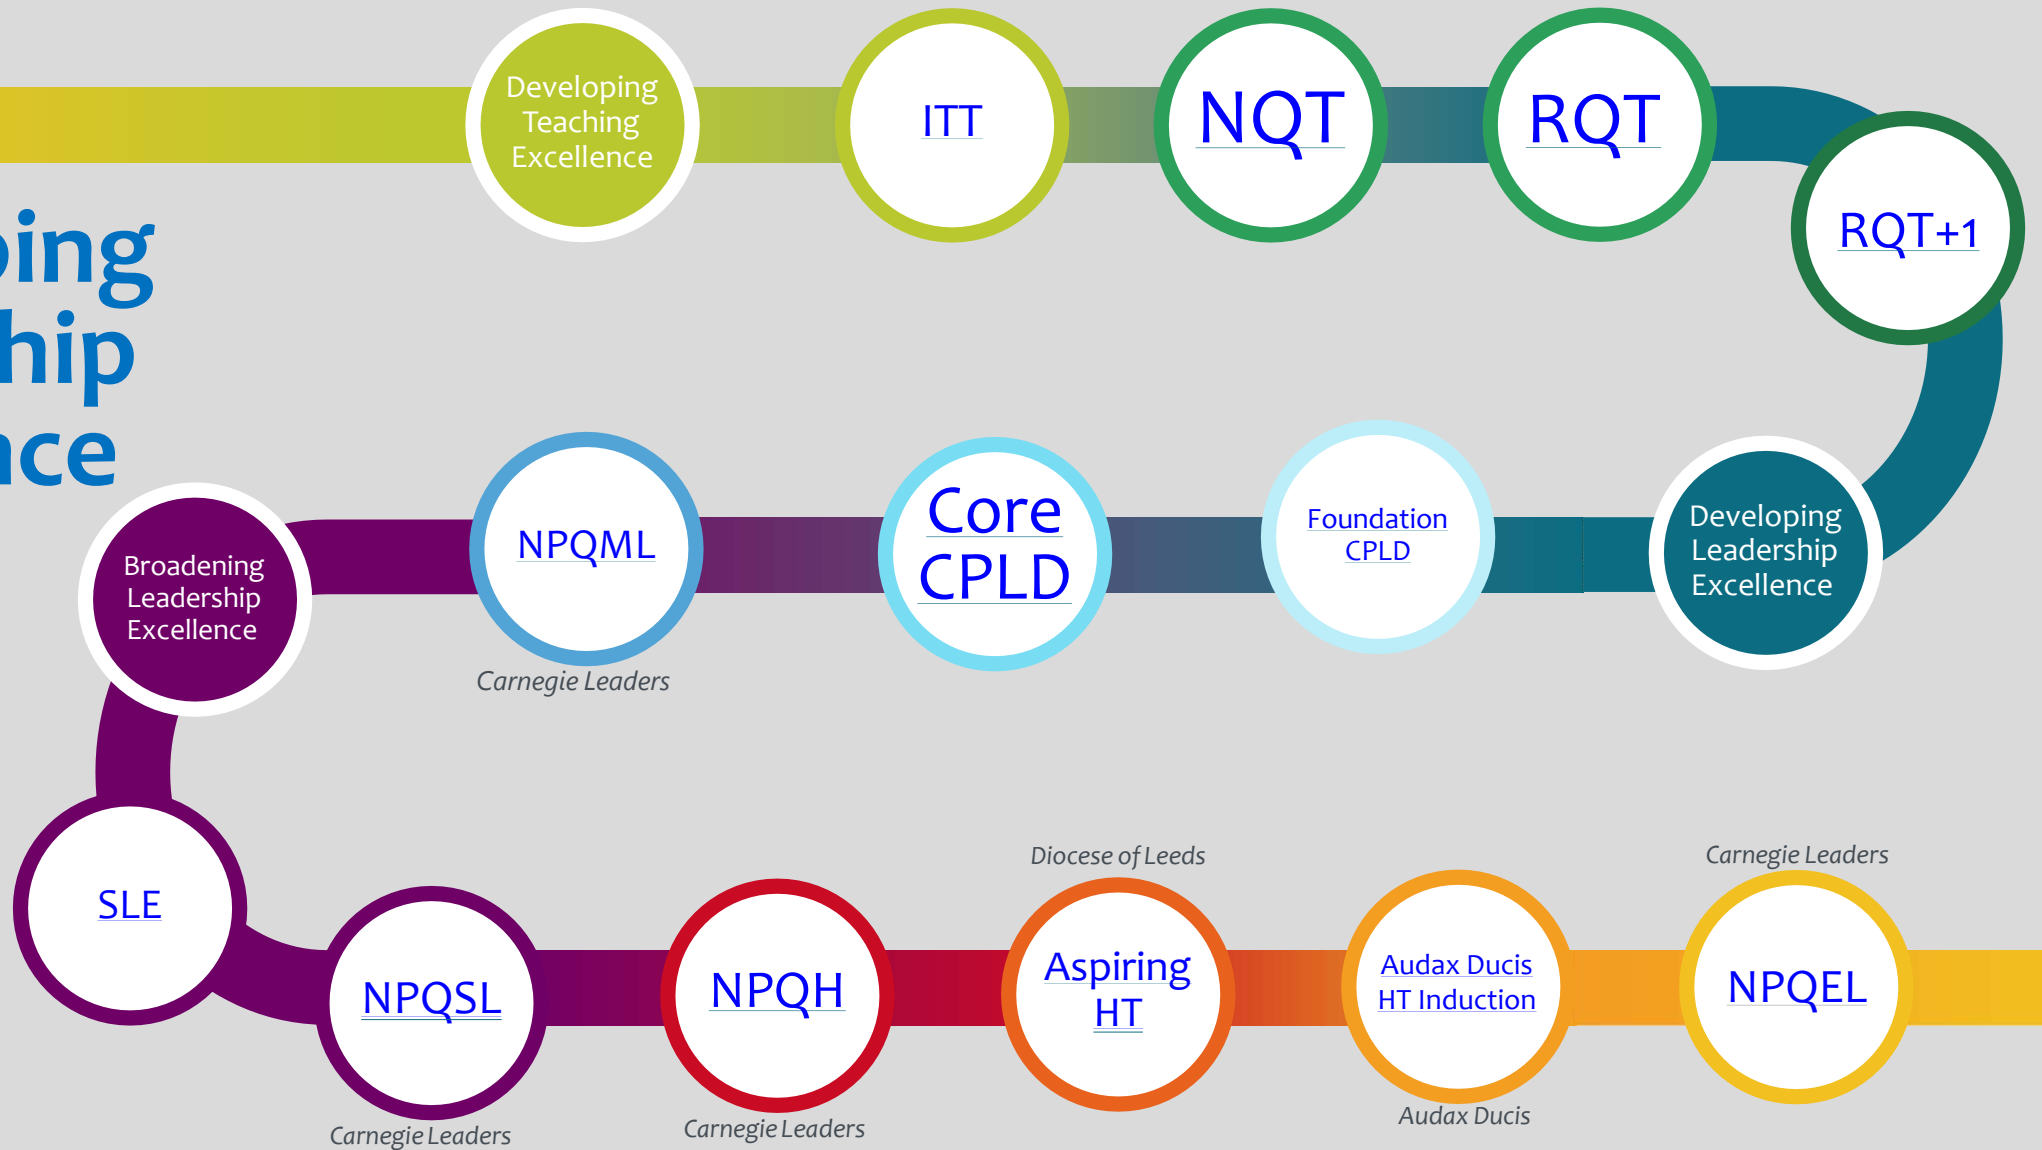 Developing
Teaching
Excellence
ITT
NQT
RQT
RQT+1
ing
hip
ce
Developing
Leadership
Excellence
Foundation
CPLD
Core
CPLD
NPQML
Carnegie Leaders
Broadening
Leadership
Excellence
SLE
NPQSL
Carnegie Leaders
NPQH
Carnegie Leaders
Diocese of Leeds
Aspiring
HT
Audax Ducis
HT Induction
Audax Ducis
Carnegie Leaders
NPQEL